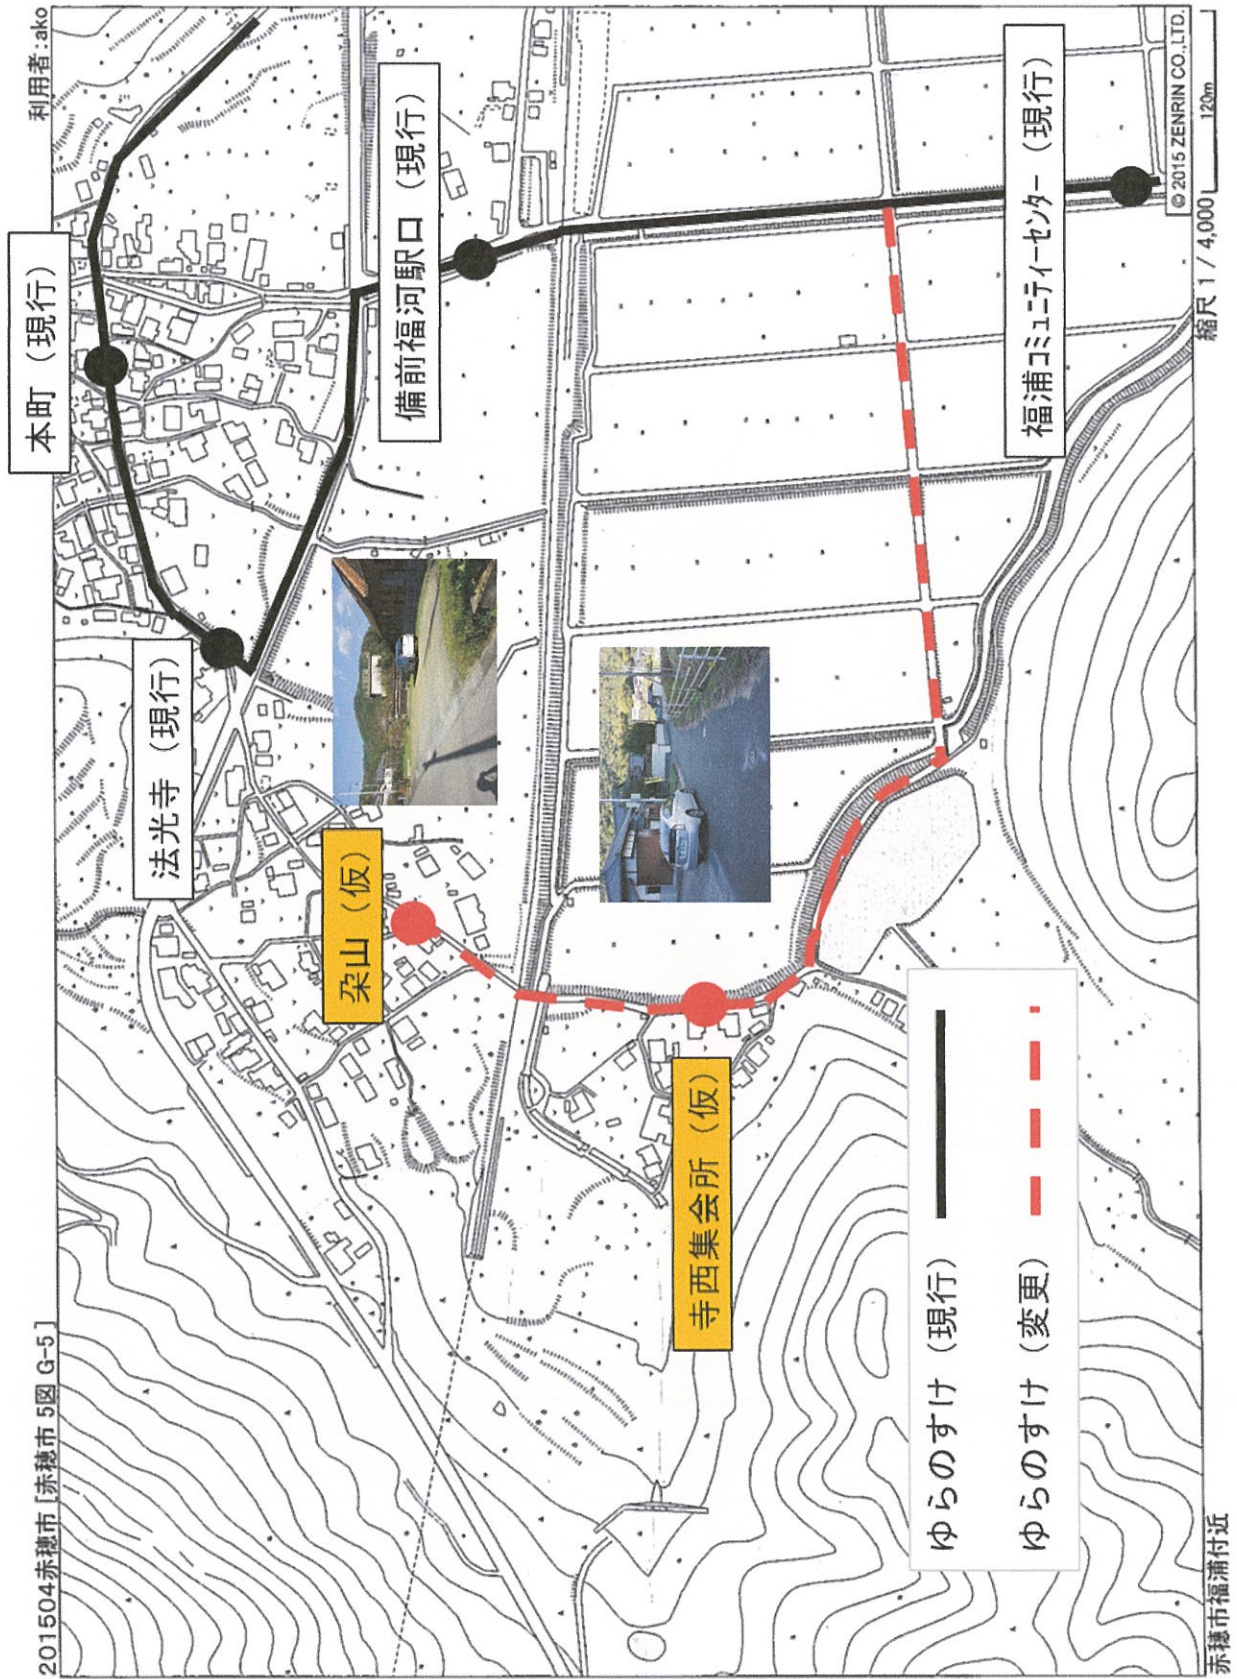 201504赤穂市 [赤穂市 5図 G-5]
利用者:ako
本町（現行）
法光寺（現行）
備前福河駅口（現行）
朶山（仮）
寺西集会所（仮）
福浦コミュニティーセンター（現行）
ゆらのすけ（現行）
ゆらのすけ（変更）
© 2015 ZENRIN CO.,LTD.
赤穂市福浦付近
縮尺 1 / 4,000
120m